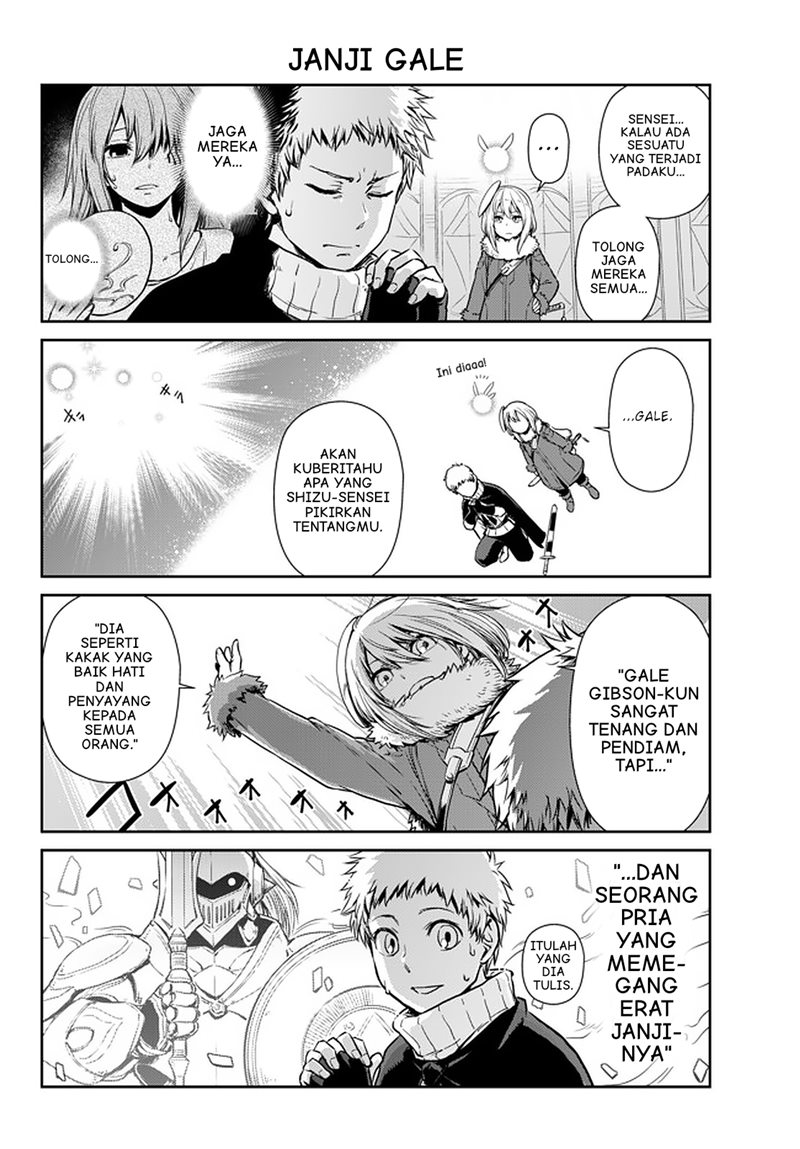 JANJI GALE
SENSEI...
KALAU ADA
SESUATU
YANG TERJADI
PADAKU...
TOLONG
JAGA
MEREKA
SEMUA...
...
JAGA
MEREKA
YA...
TOLONG...
...GALE.
Ini diaaa!
AKAN
KUBERITAHU
APA YANG
SHIZU-SENSEI
PIKIRKAN
TENTANGMU.
"GALE
GIBSON-KUN
SANGAT
TENANG DAN
PENDIAM,
TAPI..."
"DIA
SEPERTI
KAKAK YANG
BAIK HATI
DAN
PENYAYANG
KEPADA
SEMUA
ORANG."
"...DAN
SEORANG
PRIA
YANG
MEME-
GANG
ERAT
JANJI-
NYA"
ITULAH
YANG
DIA
TULIS.